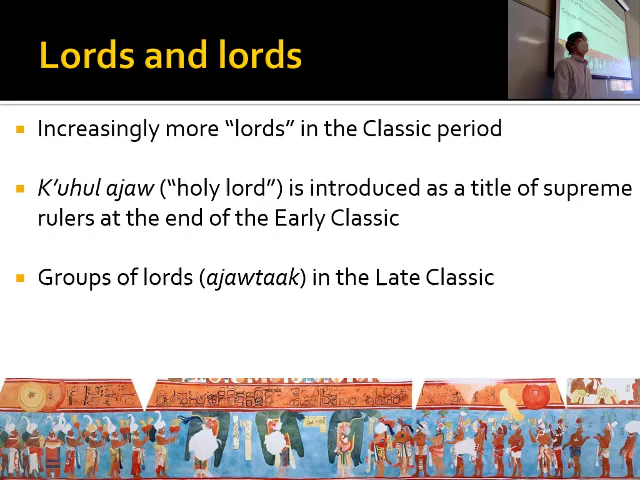 Lords and lords
Increasingly more “lords” in the Classic period
K’uhul ajaw (“holy lord”) is introduced as a title of supreme
rulers at the end of the Early Classic
Groups of lords (ajawtaak) in the Late Classic